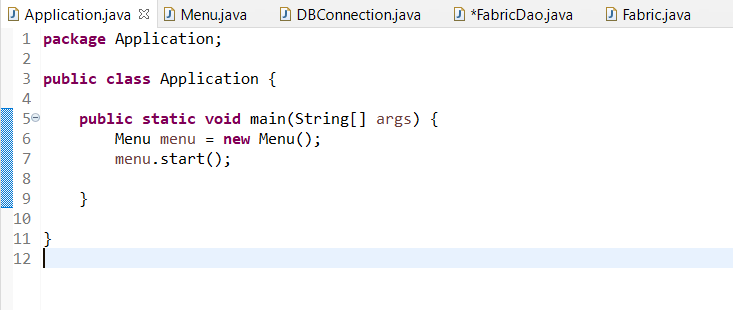 Application.java
Menu.java
DBConnection.java
*FabricDao.java
Fabric.java
1 package Application;
2
3 public class Application {
4
5 public static void main(String[] args) {
6 Menu menu = new Menu();
7 menu.start();
8
9 }
10
11 }
12